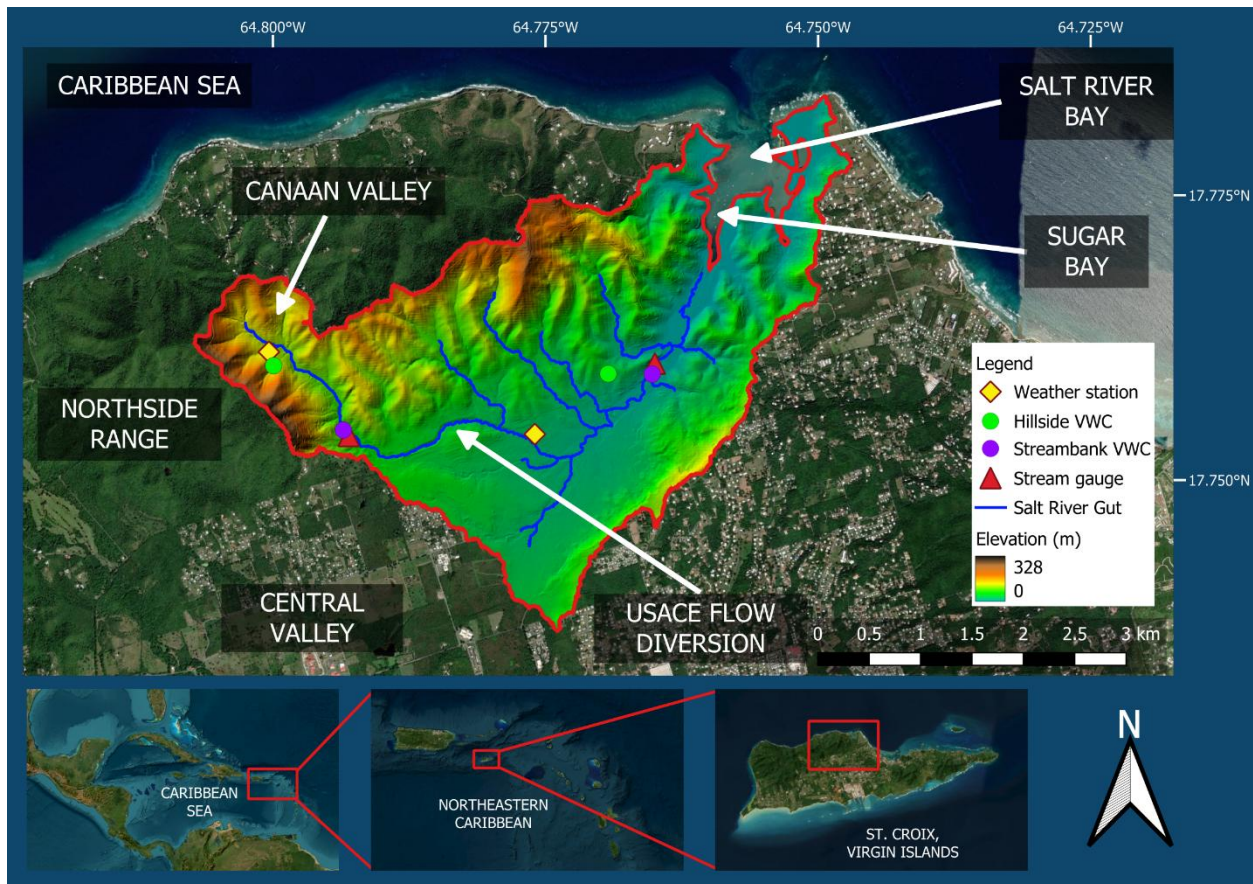 64.800°W
64.775°W
64.750°W
64.725°W
CARIBBEAN SEA
SALT RIVER
BAY
CANAAN VALLEY
17.775°N
SUGAR
BAY
NORTHSIDE
RANGE
Legend
Weather station
Hillside VWC
Streambank VWC
Stream gauge
Salt River Gut
Elevation (m)
328
0
17.750°N
CENTRAL
VALLEY
USACE FLOW
DIVERSION
0 0.5 1 1.5 2 2.5 3 km
CARIBBEAN
SEA
NORTHEASTERN
CARIBBEAN
ST. CROIX,
VIRGIN ISLANDS
N